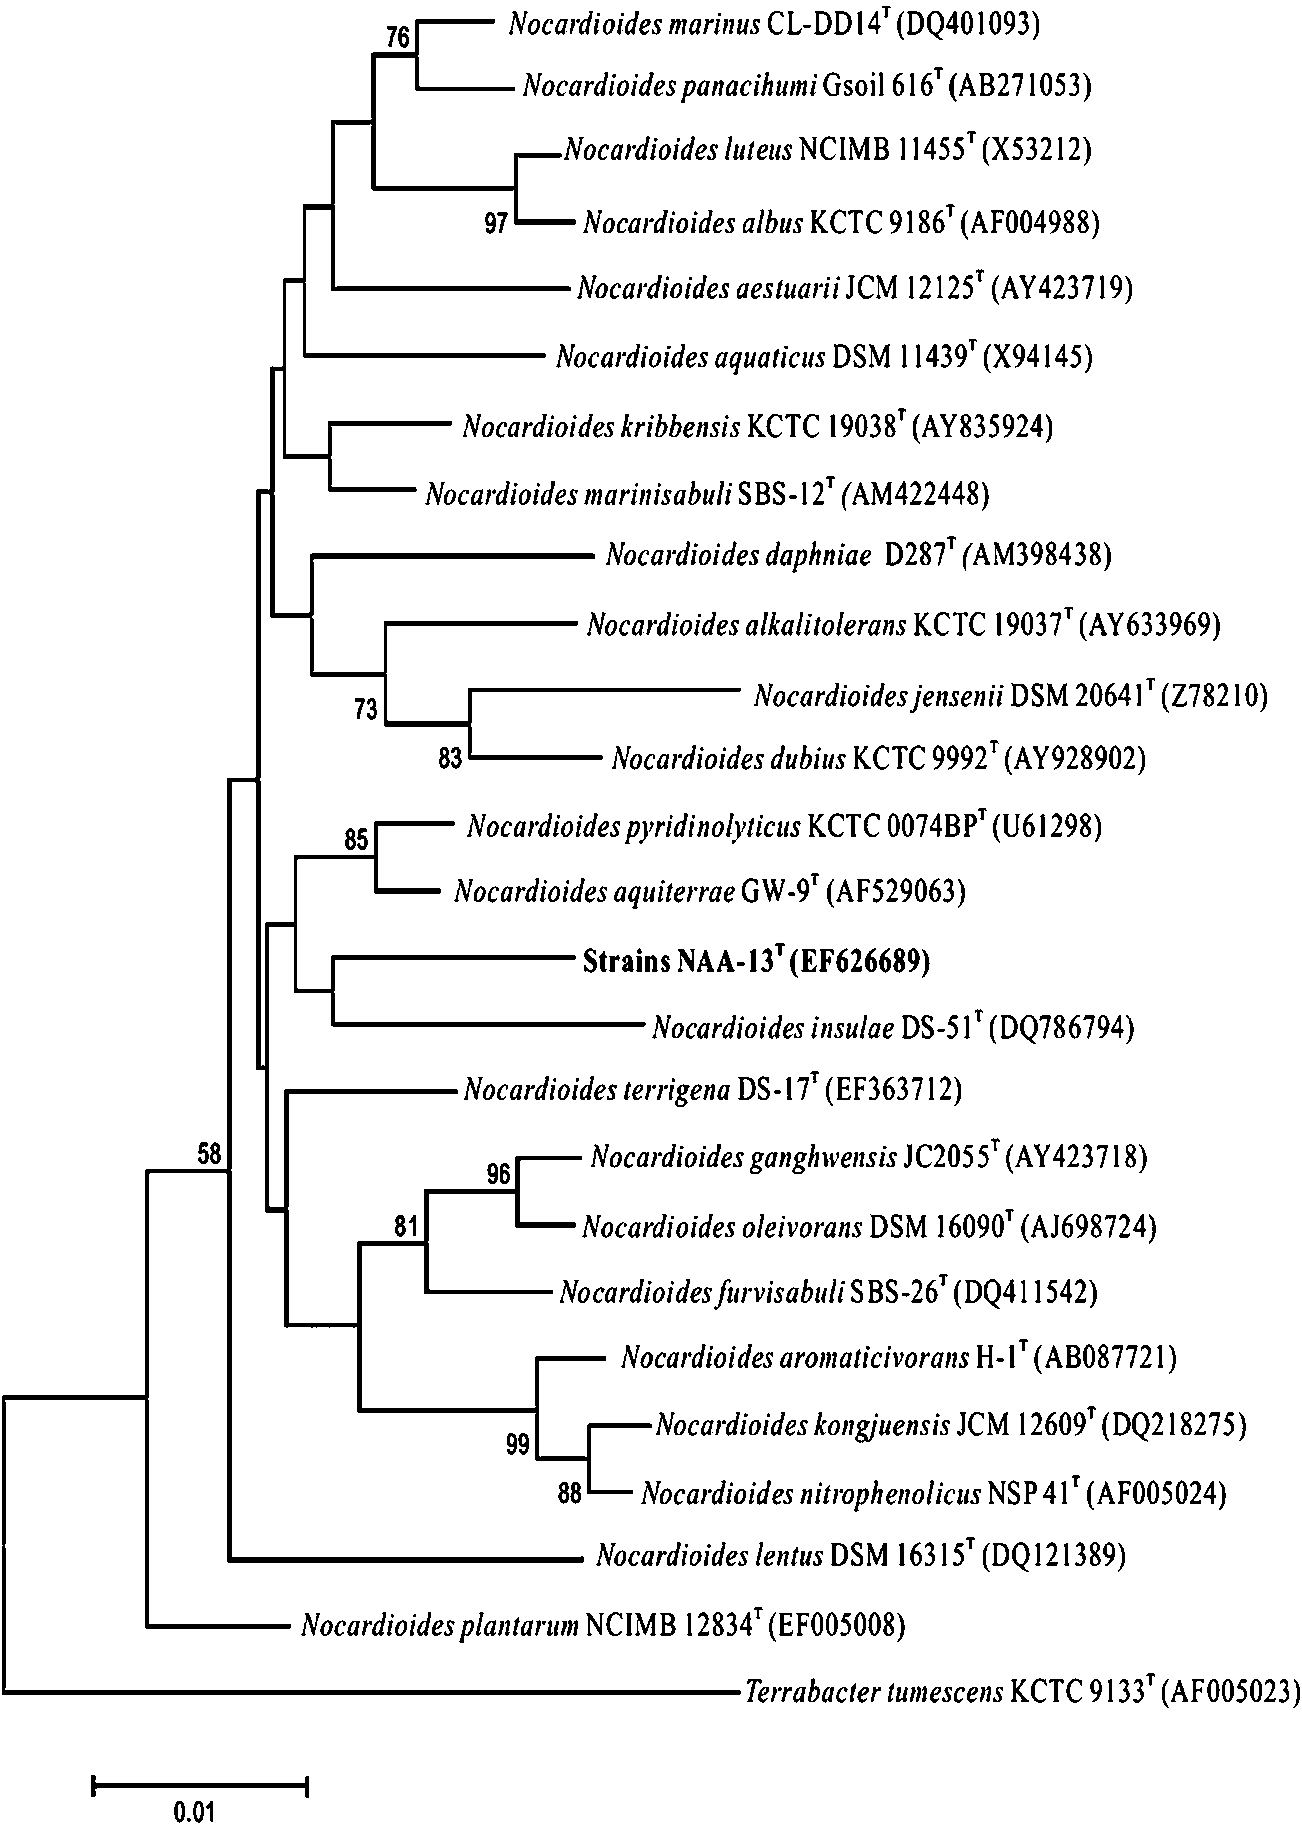 Nocardioides marinus CL-DD14T (DQ401093)
76
Nocardioides panacihumi Gsoil 616T (AB271053)
Nocardioides luteus NCIMB 11455T (X53212)
97
Nocardioides albus KCTC 9186T (AF004988)
Nocardioides aestuarii JCM 12125T (AY423719)
Nocardioides aquaticus DSM 11439T (X94145)
Nocardioides kribbensis KCTC 19038T (AY835924)
Nocardioides marinisabuli SBS-12T (AM422448)
Nocardioides daphniae D287T (AM398438)
Nocardioides alkalitolerans KCTC 19037T (AY633969)
73
Nocardioides jensenii DSM 20641T (Z78210)
83
Nocardioides dubius KCTC 9992T (AY928902)
Nocardioides pyridinolyticus KCTC 0074BPT (U61298)
85
Nocardioides aquiterrae GW-9T (AF529063)
Strains NAA-13T (EF626689)
Nocardioides insulae DS-51T (DQ786794)
Nocardioides terrigena DS-17T (EF363712)
58
Nocardioides ganghwensis JC2055T (AY423718)
96
81
Nocardioides oleivorans DSM 16090T (AJ698724)
Nocardioides furvisabuli SBS-26T (DQ411542)
Nocardioides aromaticivorans H-1T (AB087721)
Nocardioides kongjuensis JCM 12609T (DQ218275)
99
88
Nocardioides nitrophenolicus NSP 41T (AF005024)
Nocardioides lentus DSM 16315T (DQ121389)
Nocardioides plantarum NCIMB 12834T (EF005008)
Terrabacter tumescens KCTC 9133T (AF005023)
0.01